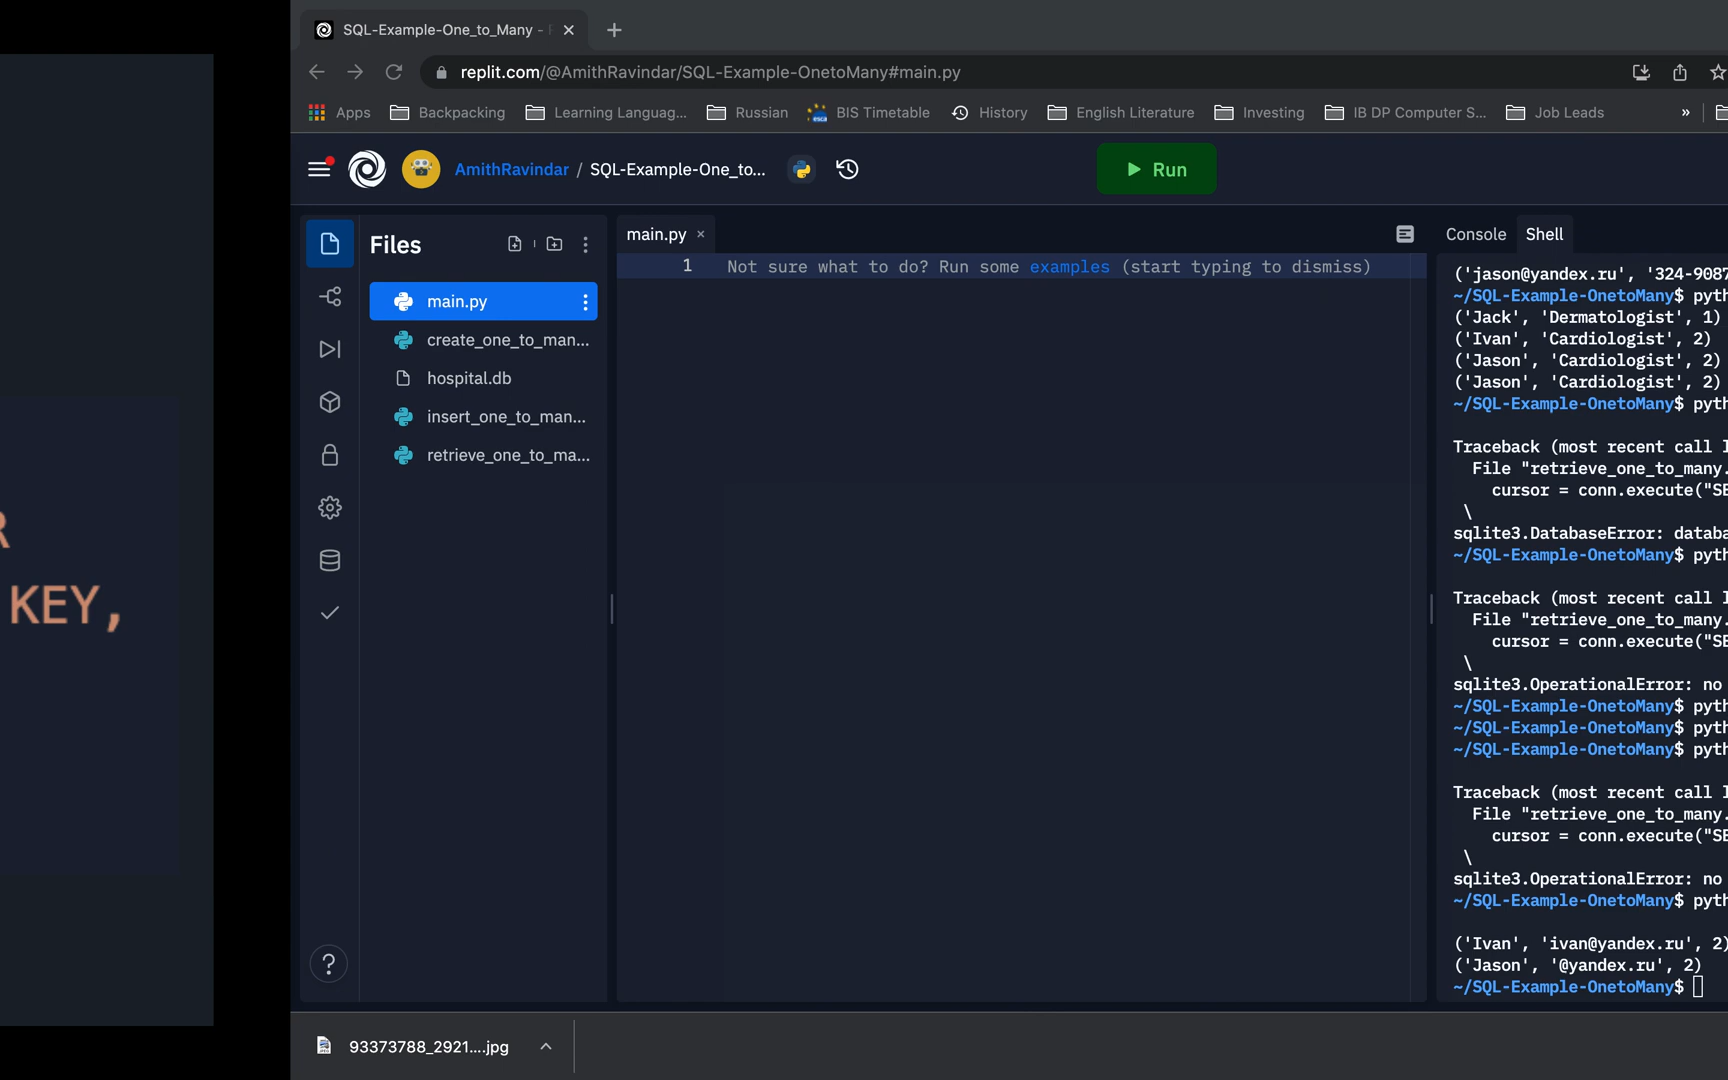 R
KEY,
SQL-Example-One_to_Many -
replit.com/@AmithRavindar/SQL-Example-OnetoMany#main.py
Apps Backpacking Learning Languag... Russian BIS Timetable History English Literature Investing IB DP Computer S... Job Leads »
AmithRavindar / SQL-Example-One_to... Run
Files
main.py
create_one_to_man...
hospital.db
insert_one_to_man...
retrieve_one_to_ma...
?
main.py ×
1 Not sure what to do? Run some examples (start typing to dismiss)
Console Shell
('jason@yandex.ru', '324-9087
~/SQL-Example-OnetoMany$ pyth
('Jack', 'Dermatologist', 1)
('Ivan', 'Cardiologist', 2)
('Jason', 'Cardiologist', 2)
('Jason', 'Cardiologist', 2)
~/SQL-Example-OnetoMany$ pyth
Traceback (most recent call l
File "retrieve_one_to_many.
cursor = conn.execute("SE
\
sqlite3.DatabaseError: databa
~/SQL-Example-OnetoMany$ pyth
Traceback (most recent call l
File "retrieve_one_to_many.
cursor = conn.execute("SE
\
sqlite3.OperationalError: no
~/SQL-Example-OnetoMany$ pyth
~/SQL-Example-OnetoMany$ pyth
~/SQL-Example-OnetoMany$ pyth
Traceback (most recent call l
File "retrieve_one_to_many.
cursor = conn.execute("SE
\
sqlite3.OperationalError: no
~/SQL-Example-OnetoMany$ pyth
('Ivan', 'ivan@yandex.ru', 2)
('Jason', '@yandex.ru', 2)
~/SQL-Example-OnetoMany$
93373788_2921....jpg